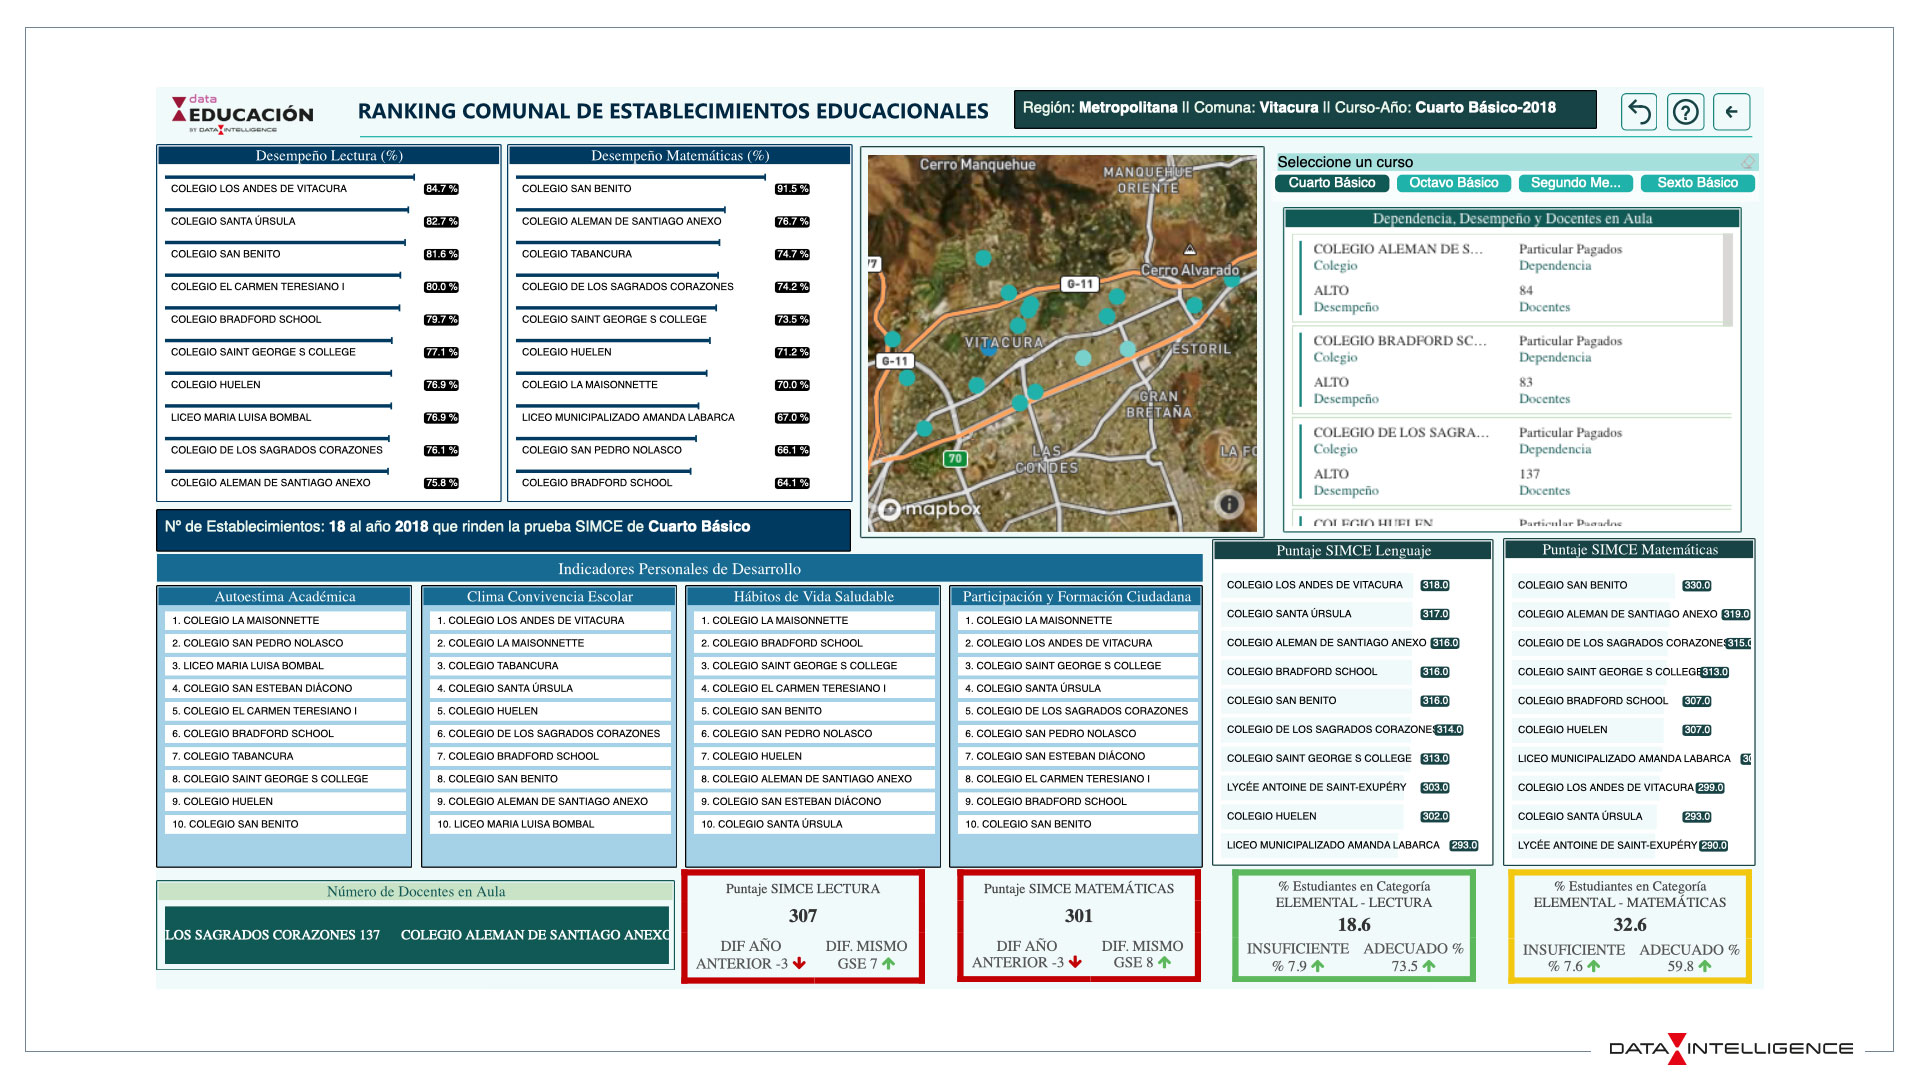 data
EDUCACIÓN
BY DATA INTELLIGENCE
RANKING COMUNAL DE ESTABLECIMIENTOS EDUCACIONALES
Región: Metropolitana II Comuna: Vitacura II Curso-Año: Cuarto Básico-2018
Desempeño Lectura (%)
COLEGIO LOS ANDES DE VITACURA 84.7 %
COLEGIO SANTA ÚRSULA 82.7 %
COLEGIO SAN BENITO 81.6 %
COLEGIO EL CARMEN TERESIANO I 80.0 %
COLEGIO BRADFORD SCHOOL 79.7 %
COLEGIO SAINT GEORGE S COLLEGE 77.1 %
COLEGIO HUELEN 76.9 %
LICEO MARIA LUISA BOMBAL 76.9 %
COLEGIO DE LOS SAGRADOS CORAZONES 76.1 %
COLEGIO ALEMAN DE SANTIAGO ANEXO 75.8 %
Desempeño Matemáticas (%)
COLEGIO SAN BENITO 91.5 %
COLEGIO ALEMAN DE SANTIAGO ANEXO 76.7 %
COLEGIO TABANCURA 74.7 %
COLEGIO DE LOS SAGRADOS CORAZONES 74.2 %
COLEGIO SAINT GEORGE S COLLEGE 73.5 %
COLEGIO HUELEN 71.2 %
COLEGIO LA MAISONNETTE 70.0 %
LICEO MUNICIPALIZADO AMANDA LABARCA 67.0 %
COLEGIO SAN PEDRO NOLASCO 66.1 %
COLEGIO BRADFORD SCHOOL 64.1 %
Cerro Manquehue
MANQUEHUE
ORIENTE
77
Cerro Alvarado
G-11
VITACURA
ESTORIL
G-11
GRAN
BRETAÑA
LAS
CONDES
LA FO
70
mapbox
Seleccione un curso
Cuarto Básico
Octavo Básico
Segundo Me...
Sexto Básico
Dependencia, Desempeño y Docentes en Aula
COLEGIO ALEMAN DE S... Particular Pagados
Colegio Dependencia
ALTO 84
Desempeño Docentes
COLEGIO BRADFORD SC... Particular Pagados
Colegio Dependencia
ALTO 83
Desempeño Docentes
COLEGIO DE LOS SAGRA... Particular Pagados
Colegio Dependencia
ALTO 137
Desempeño Docentes
COLEGIO HUELEN Particular Pagados
Nº de Establecimientos: 18 al año 2018 que rinden la prueba SIMCE de Cuarto Básico
Indicadores Personales de Desarrollo
Autoestima Académica
1. COLEGIO LA MAISONNETTE
2. COLEGIO SAN PEDRO NOLASCO
3. LICEO MARIA LUISA BOMBAL
4. COLEGIO SAN ESTEBAN DIÁCONO
5. COLEGIO EL CARMEN TERESIANO I
6. COLEGIO BRADFORD SCHOOL
7. COLEGIO TABANCURA
8. COLEGIO SAINT GEORGE S COLLEGE
9. COLEGIO HUELEN
10. COLEGIO SAN BENITO
Clima Convivencia Escolar
1. COLEGIO LOS ANDES DE VITACURA
2. COLEGIO LA MAISONNETTE
3. COLEGIO TABANCURA
4. COLEGIO SANTA ÚRSULA
5. COLEGIO HUELEN
6. COLEGIO DE LOS SAGRADOS CORAZONES
7. COLEGIO BRADFORD SCHOOL
8. COLEGIO SAN BENITO
9. COLEGIO ALEMAN DE SANTIAGO ANEXO
10. LICEO MARIA LUISA BOMBAL
Hábitos de Vida Saludable
1. COLEGIO LA MAISONNETTE
2. COLEGIO BRADFORD SCHOOL
3. COLEGIO SAINT GEORGE S COLLEGE
4. COLEGIO EL CARMEN TERESIANO I
5. COLEGIO SAN BENITO
6. COLEGIO SAN PEDRO NOLASCO
7. COLEGIO HUELEN
8. COLEGIO ALEMAN DE SANTIAGO ANEXO
9. COLEGIO SAN ESTEBAN DIÁCONO
10. COLEGIO SANTA ÚRSULA
Participación y Formación Ciudadana
1. COLEGIO LA MAISONNETTE
2. COLEGIO LOS ANDES DE VITACURA
3. COLEGIO SAINT GEORGE S COLLEGE
4. COLEGIO SANTA ÚRSULA
5. COLEGIO DE LOS SAGRADOS CORAZONES
6. COLEGIO SAN PEDRO NOLASCO
7. COLEGIO SAN ESTEBAN DIÁCONO
8. COLEGIO EL CARMEN TERESIANO I
9. COLEGIO BRADFORD SCHOOL
10. COLEGIO SAN BENITO
Puntaje SIMCE Lenguaje
COLEGIO LOS ANDES DE VITACURA 318.0
COLEGIO SANTA ÚRSULA 317.0
COLEGIO ALEMAN DE SANTIAGO ANEXO 316.0
COLEGIO BRADFORD SCHOOL 316.0
COLEGIO SAN BENITO 316.0
COLEGIO DE LOS SAGRADOS CORAZONES 314.0
COLEGIO SAINT GEORGE S COLLEGE 313.0
LYCÉE ANTOINE DE SAINT-EXUPÉRY 303.0
COLEGIO HUELEN 302.0
LICEO MUNICIPALIZADO AMANDA LABARCA 293.0
Puntaje SIMCE Matemáticas
COLEGIO SAN BENITO 330.0
COLEGIO ALEMAN DE SANTIAGO ANEXO 319.0
COLEGIO DE LOS SAGRADOS CORAZONES 315.0
COLEGIO SAINT GEORGE S COLLEGE 313.0
COLEGIO BRADFORD SCHOOL 307.0
COLEGIO HUELEN 307.0
LICEO MUNICIPALIZADO AMANDA LABARCA
COLEGIO LOS ANDES DE VITACURA 299.0
COLEGIO SANTA ÚRSULA 293.0
LYCÉE ANTOINE DE SAINT-EXUPÉRY 290.0
Número de Docentes en Aula
LOS SAGRADOS CORAZONES 137 COLEGIO ALEMAN DE SANTIAGO ANEXO
Puntaje SIMCE LECTURA
307
DIF AÑO ANTERIOR -3
DIF. MISMO GSE 7
Puntaje SIMCE MATEMÁTICAS
301
DIF AÑO ANTERIOR -3
DIF. MISMO GSE 8
% Estudiantes en Categoría
ELEMENTAL - LECTURA
18.6
INSUFICIENTE % 7.9
ADECUADO % 73.5
% Estudiantes en Categoría
ELEMENTAL - MATEMÁTICAS
32.6
INSUFICIENTE % 7.6
ADECUADO % 59.8
DATA INTELLIGENCE